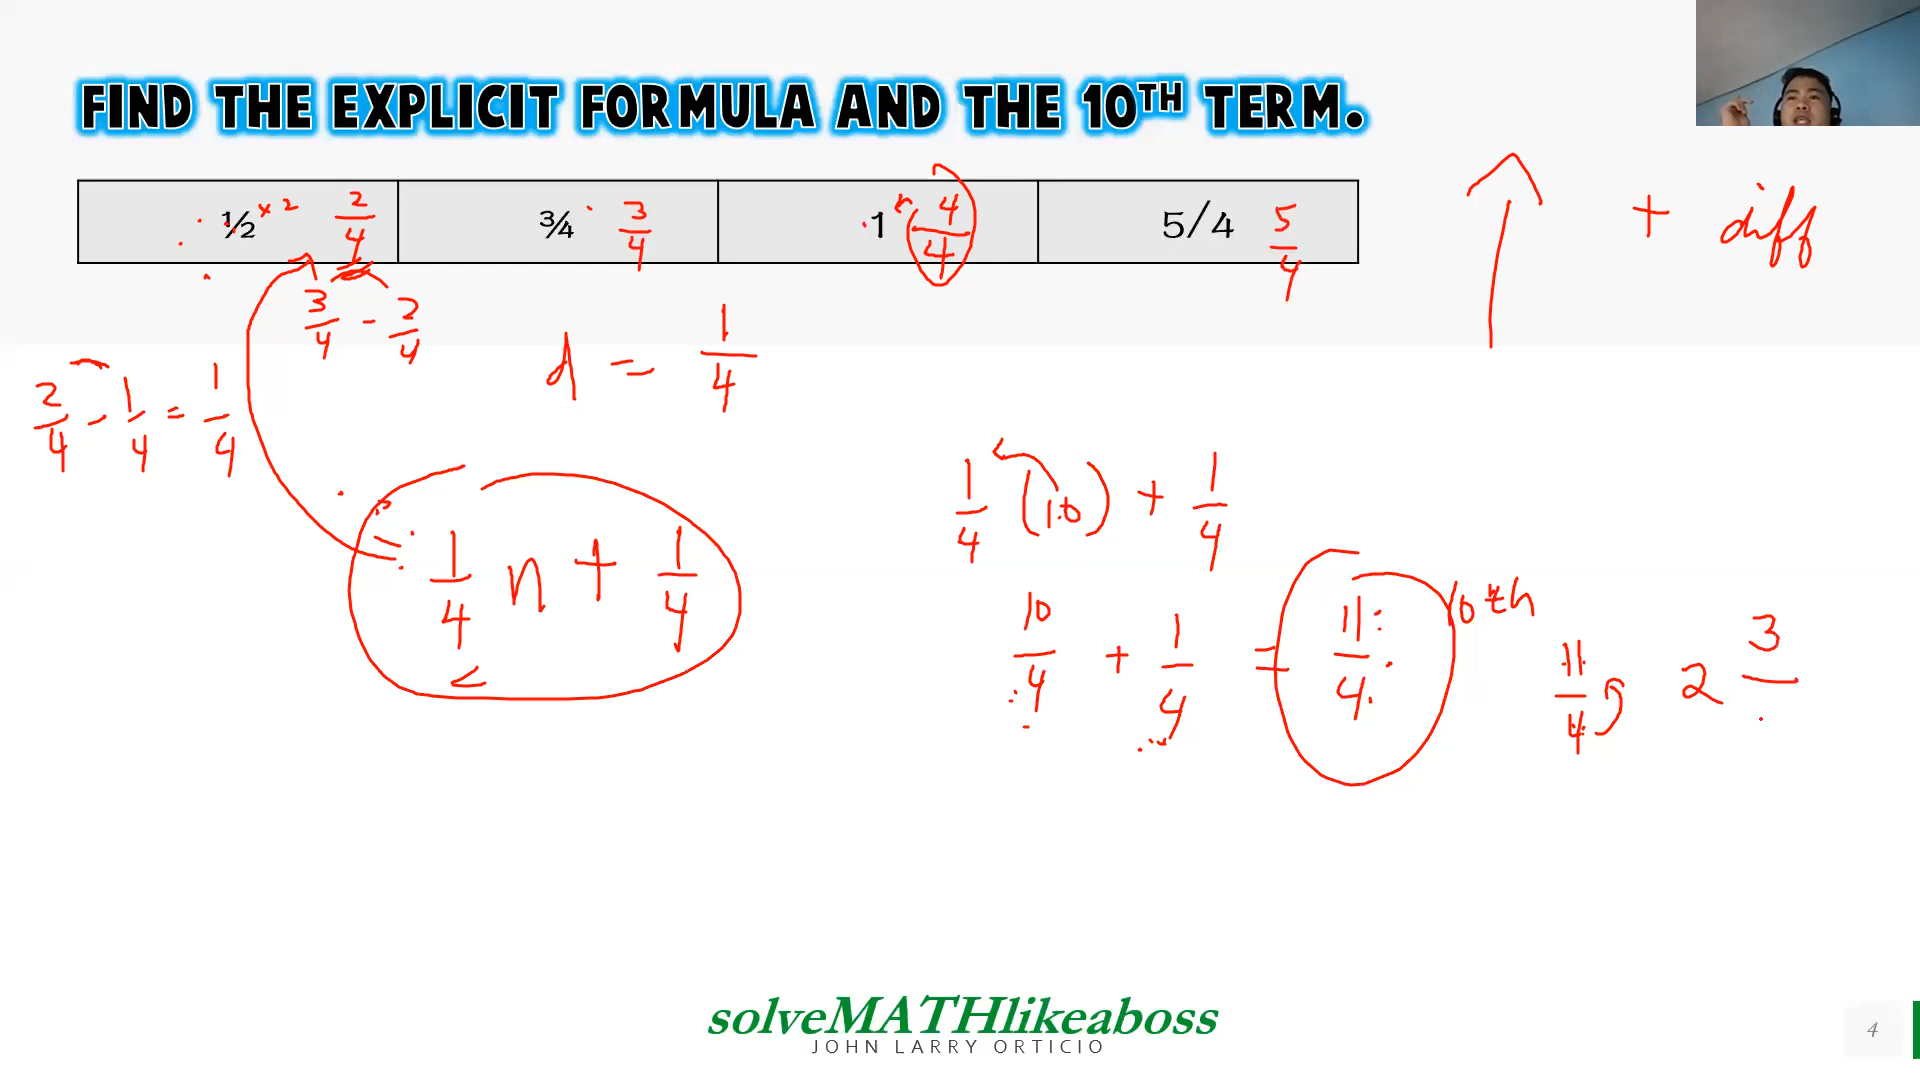 FIND THE EXPLICIT FORMULA AND THE 10TH TERM.
½ ×2 2/4 ¾ 3/4 1 4/4 5/4 5/4
+ diff
3/4 - 2/4
d = 1/4
2/4 - 1/4 = 1/4
1/4 (10) + 1/4
1/4 n + 1/4
10/4 + 1/4 = 11/4 10th
11/4 2 3
solveMATHlikeaboss
JOHN LARRY ORTICIO
4